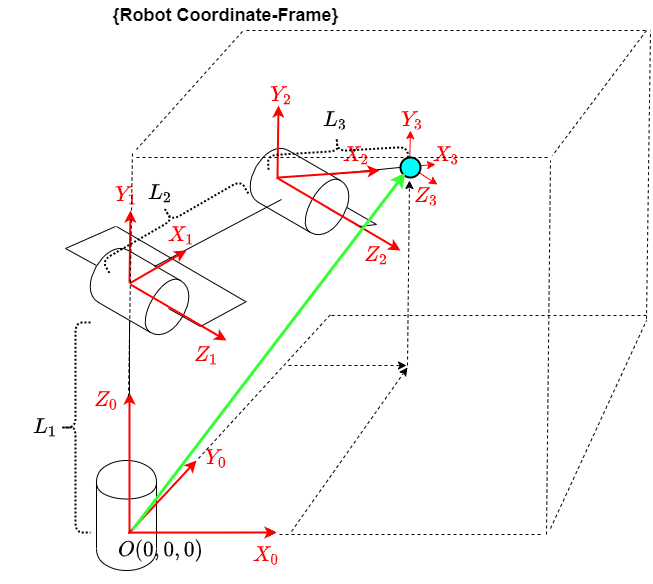 {Robot Coordinate-Frame}
Y₂
L₃
Y₃
X₂
X₃
Y₁
L₂
Z₃
X₁
Z₂
Z₁
Z₀
L₁
Y₀
O(0,0,0)
X₀